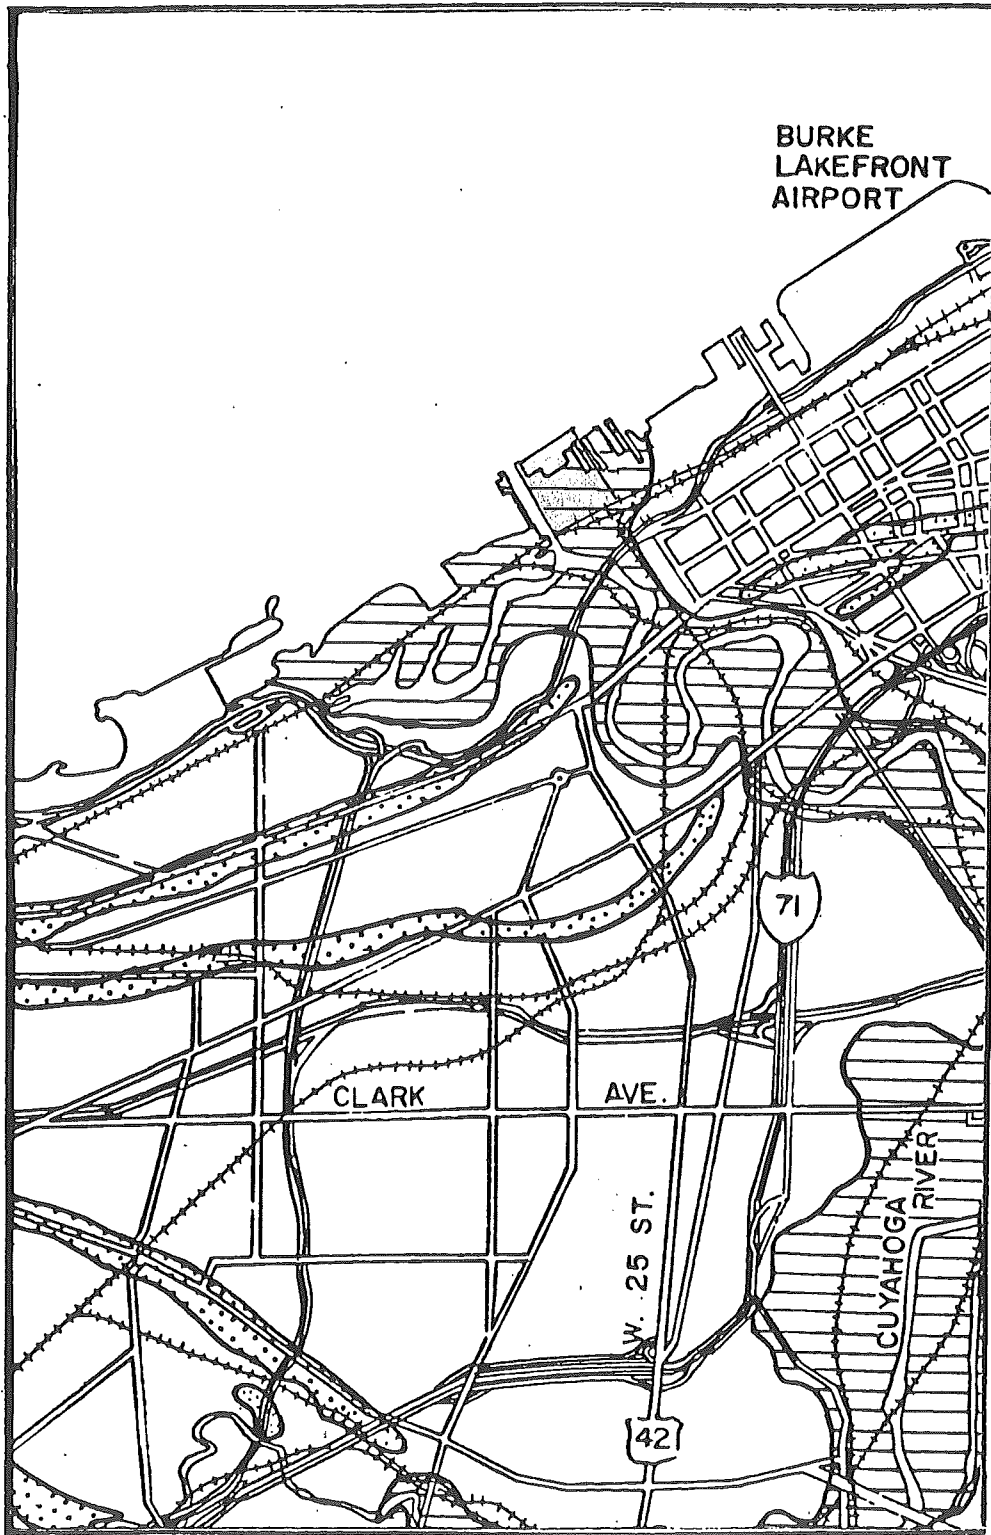 BURKE
LAKEFRONT
AIRPORT
71
CLARK AVE.
W. 25 ST.
CUYAHOGA
RIVER
42